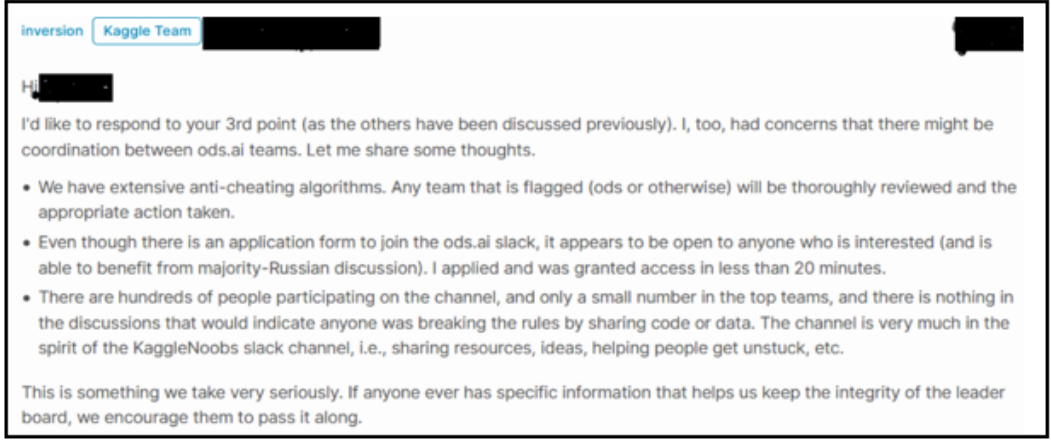 inversion Kaggle Team
Hi
I'd like to respond to your 3rd point (as the others have been discussed previously). I, too, had concerns that there might be
coordination between ods.ai teams. Let me share some thoughts.
• We have extensive anti-cheating algorithms. Any team that is flagged (ods or otherwise) will be thoroughly reviewed and the
appropriate action taken.
• Even though there is an application form to join the ods.ai slack, it appears to be open to anyone who is interested (and is
able to benefit from majority-Russian discussion). I applied and was granted access in less than 20 minutes.
• There are hundreds of people participating on the channel, and only a small number in the top teams, and there is nothing in
the discussions that would indicate anyone was breaking the rules by sharing code or data. The channel is very much in the
spirit of the KaggleNoobs slack channel, i.e., sharing resources, ideas, helping people get unstuck, etc.
This is something we take very seriously. If anyone ever has specific information that helps us keep the integrity of the leader
board, we encourage them to pass it along.